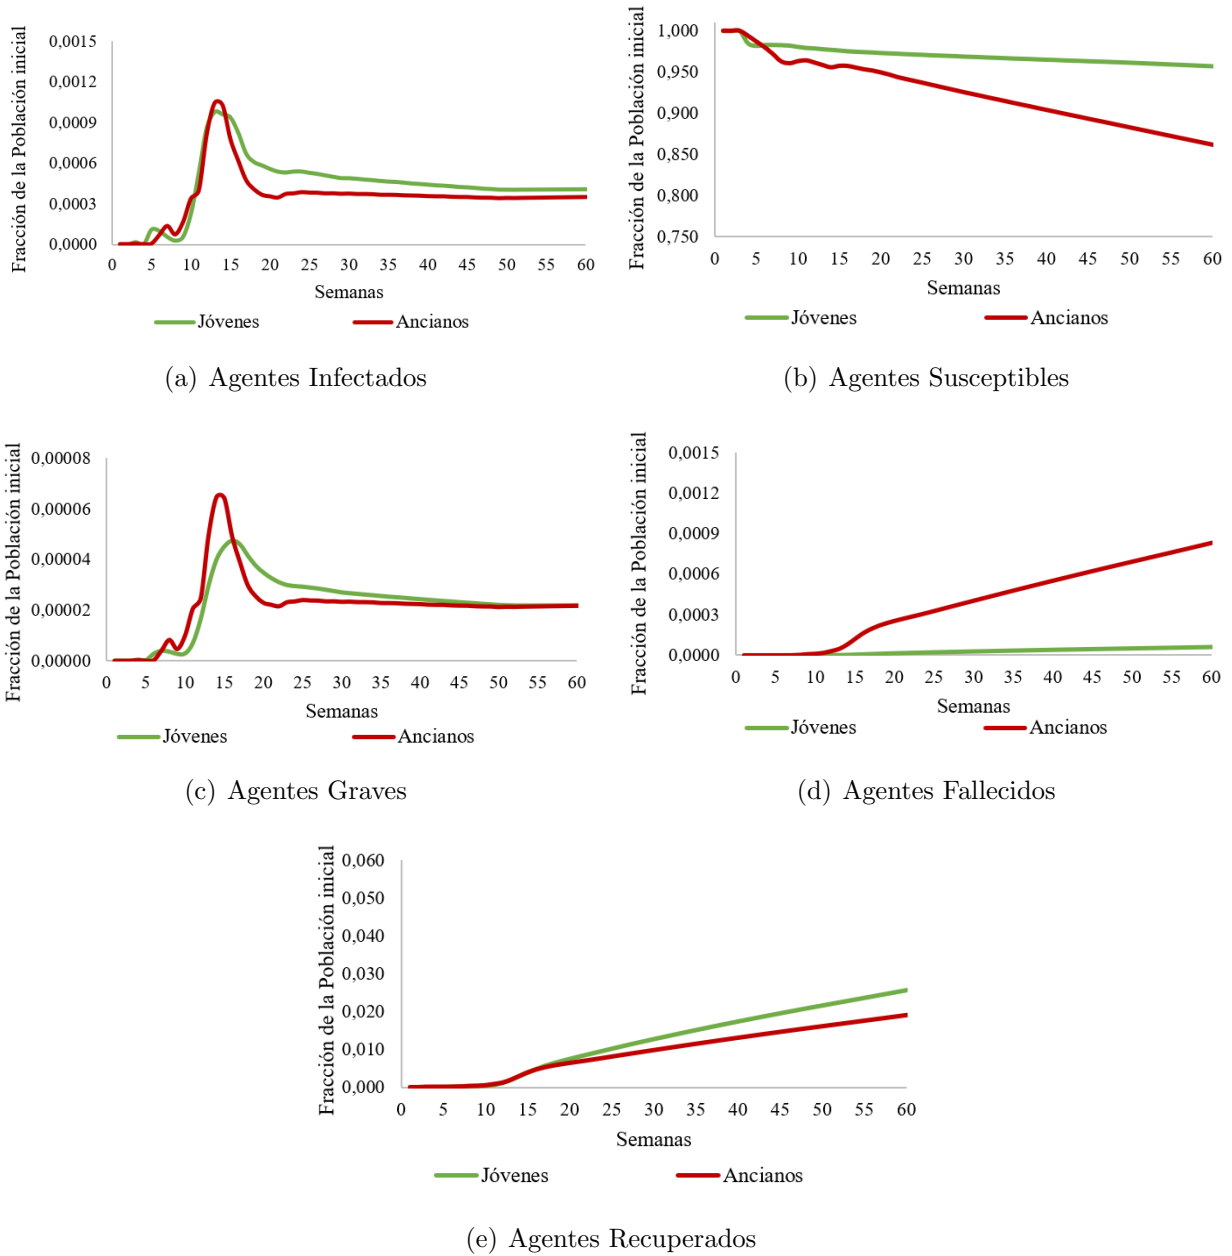 Fracción de la Población inicial
0,0015
0,0012
0,0009
0,0006
0,0003
0,0000
0 5 10 15 20 25 30 35 40 45 50 55 60
Semanas
Jóvenes Ancianos
(a) Agentes Infectados
Fracción de la Población inicial
1,000
0,950
0,900
0,850
0,800
0,750
0 5 10 15 20 25 30 35 40 45 50 55 60
Semanas
Jóvenes Ancianos
(b) Agentes Susceptibles
Fracción de la Población inicial
0,00008
0,00006
0,00004
0,00002
0,00000
0 5 10 15 20 25 30 35 40 45 50 55 60
Semanas
Jóvenes Ancianos
(c) Agentes Graves
Fracción de la Población inicial
0,0015
0,0012
0,0009
0,0006
0,0003
0,0000
0 5 10 15 20 25 30 35 40 45 50 55 60
Semanas
Jóvenes Ancianos
(d) Agentes Fallecidos
Fracción de la Población inicial
0,060
0,050
0,040
0,030
0,020
0,010
0,000
0 5 10 15 20 25 30 35 40 45 50 55 60
Semanas
Jóvenes Ancianos
(e) Agentes Recuperados